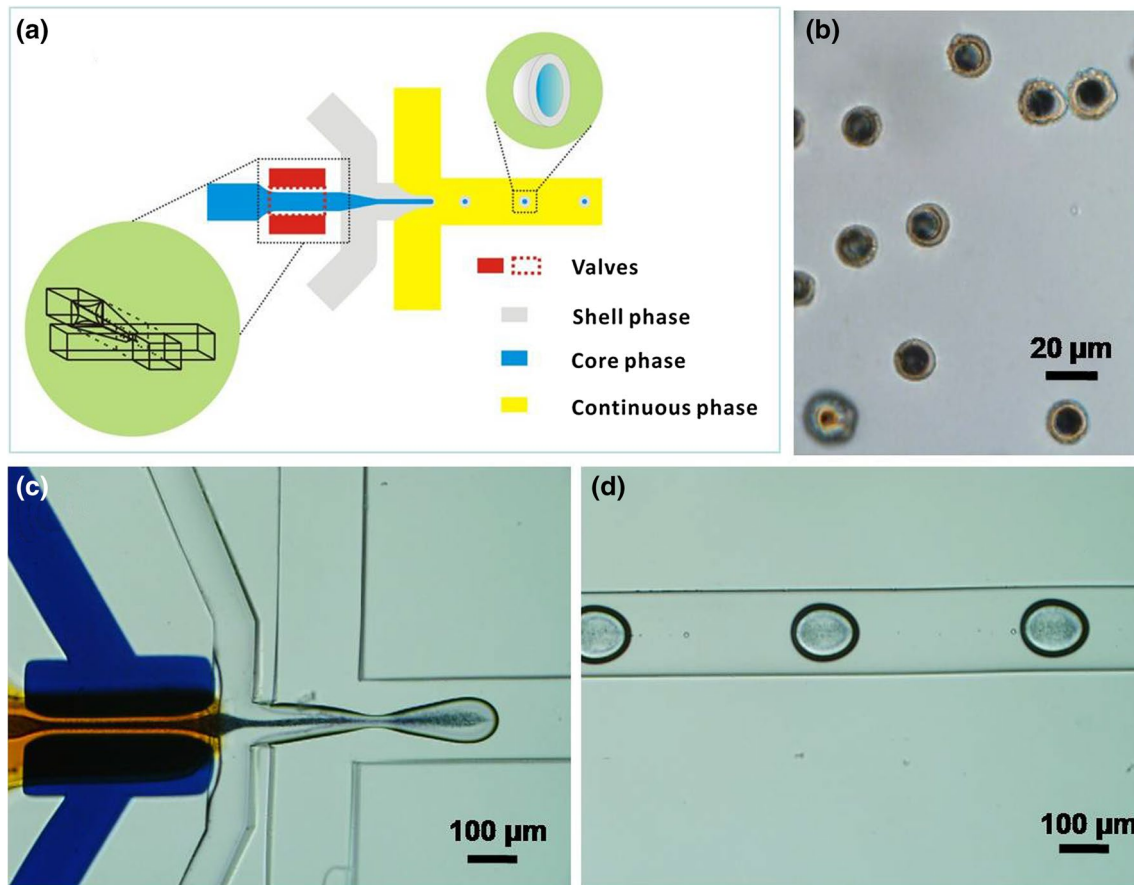 (a)
Valves
Shell phase
Core phase
Continuous phase
(b)
20 µm
(c)
100 µm
(d)
100 µm